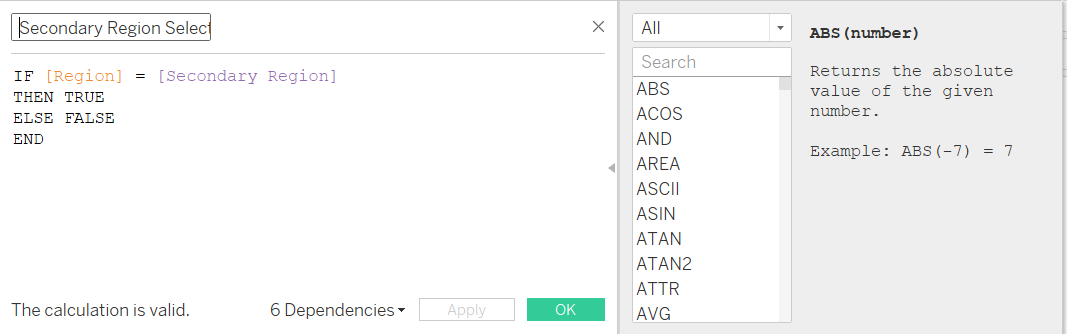 Secondary Region Select
IF [Region] = [Secondary Region]
THEN TRUE
ELSE FALSE
END
The calculation is valid.
6 Dependencies
Apply
OK
All
Search
ABS
ACOS
AND
AREA
ASCII
ASIN
ATAN
ATAN2
ATTR
AVG
ABS(number)
Returns the absolute
value of the given
number.
Example: ABS(-7) = 7